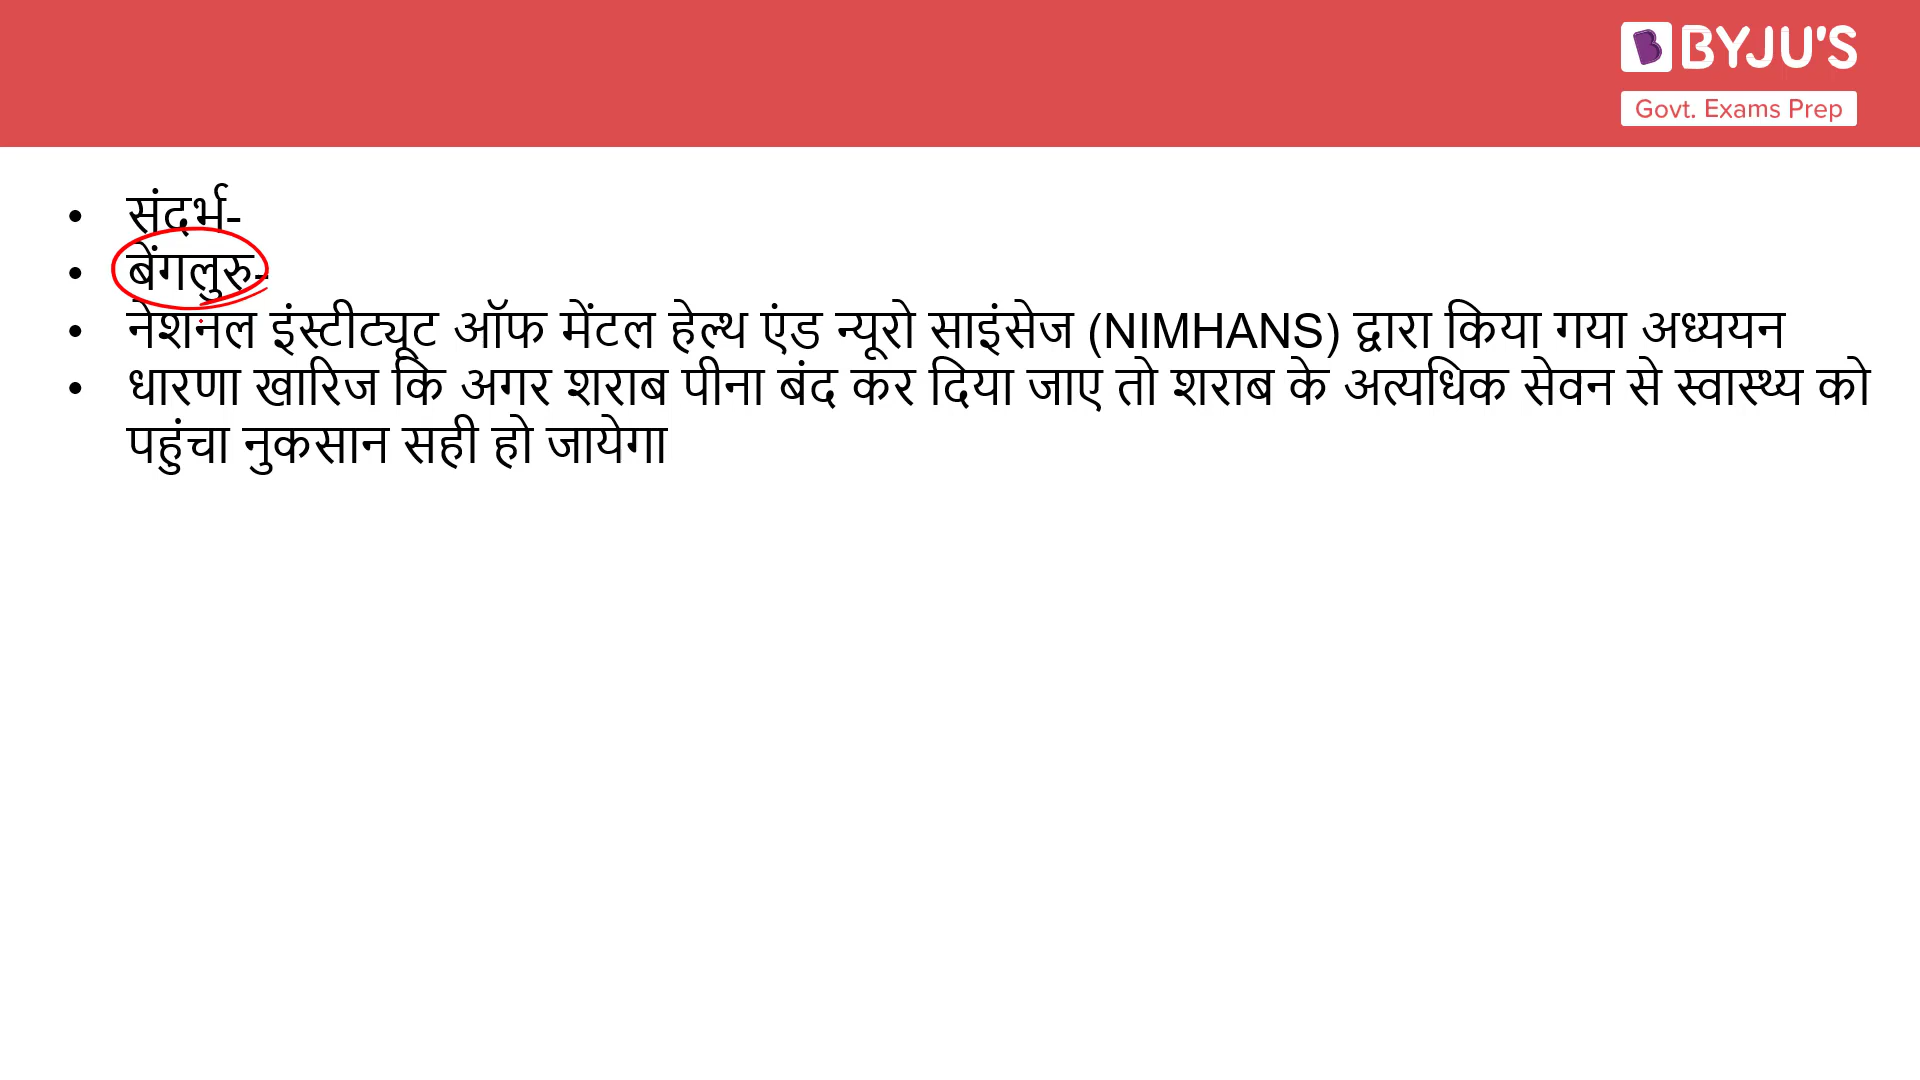 BYJU'S
Govt. Exams Prep
• संदर्भ-
• बेंगलुरु-
• नेशनल इंस्टीट्यूट ऑफ मेंटल हेल्थ एंड न्यूरो साइंसेज (NIMHANS) द्वारा किया गया अध्ययन
• धारणा खारिज कि अगर शराब पीना बंद कर दिया जाए तो शराब के अत्यधिक सेवन से स्वास्थ्य को
पहुंचा नुकसान सही हो जायेगा